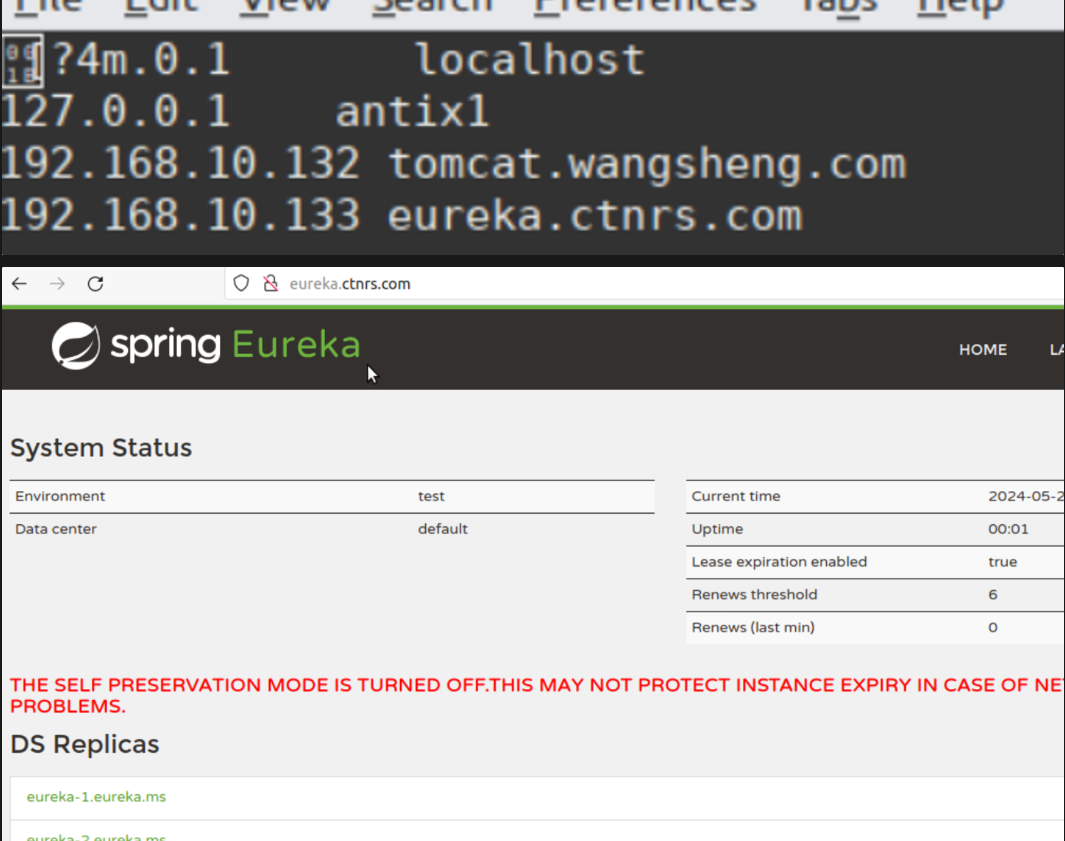 File Edit View Search Preferences Tabs Help
?4m.0.1 localhost
127.0.0.1 antix1
192.168.10.132 tomcat.wangsheng.com
192.168.10.133 eureka.ctnrs.com
eureka.ctnrs.com
spring Eureka
HOME
System Status
Environment test
Data center default
Current time 2024-05-2
Uptime 00:01
Lease expiration enabled true
Renews threshold 6
Renews (last min) 0
THE SELF PRESERVATION MODE IS TURNED OFF.THIS MAY NOT PROTECT INSTANCE EXPIRY IN CASE OF NE
PROBLEMS.
DS Replicas
eureka-1.eureka.ms
eureka-2.eureka.ms